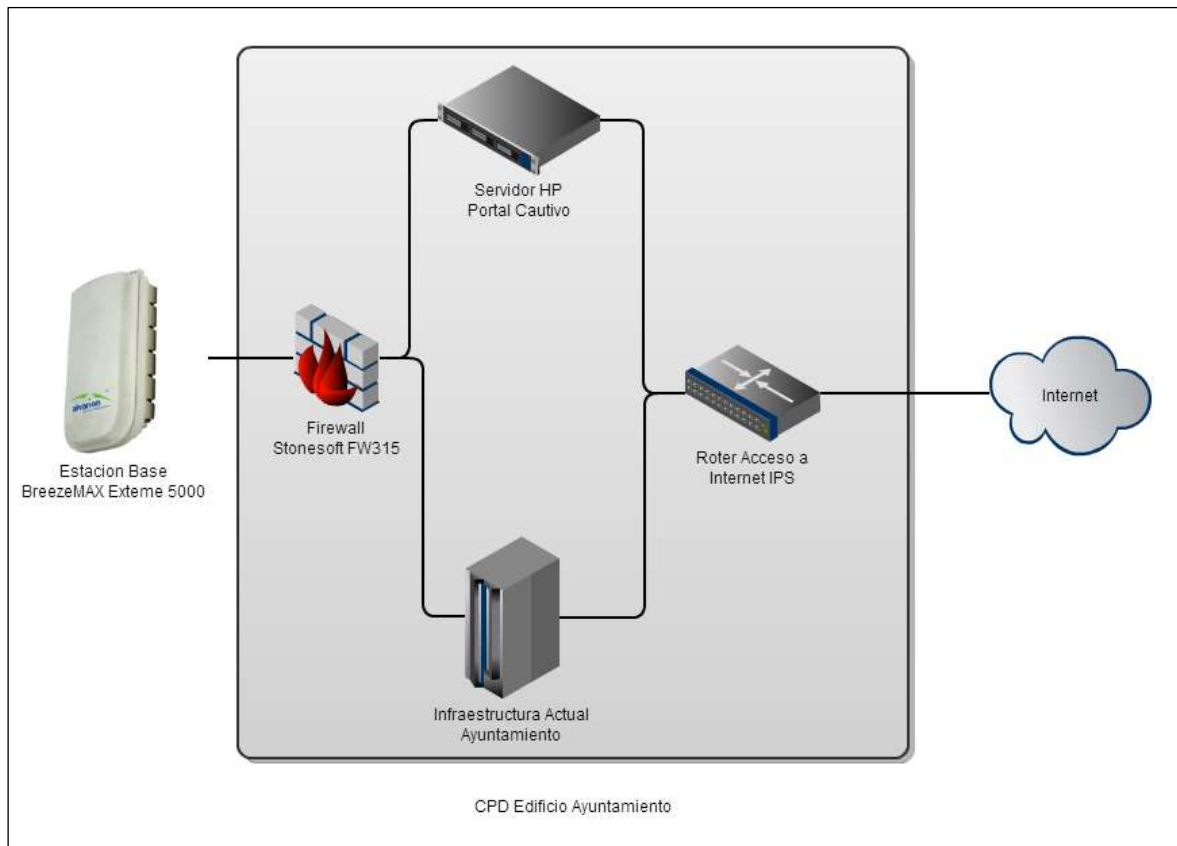 Servidor HP
Portal Cautivo
alvarion
Estacion Base
BreezeMAX Exteme 5000
Firewall
Stonesoft FW315
Roter Acceso a
Internet IPS
Internet
Infraestructura Actual
Ayuntamiento
CPD Edificio Ayuntamiento